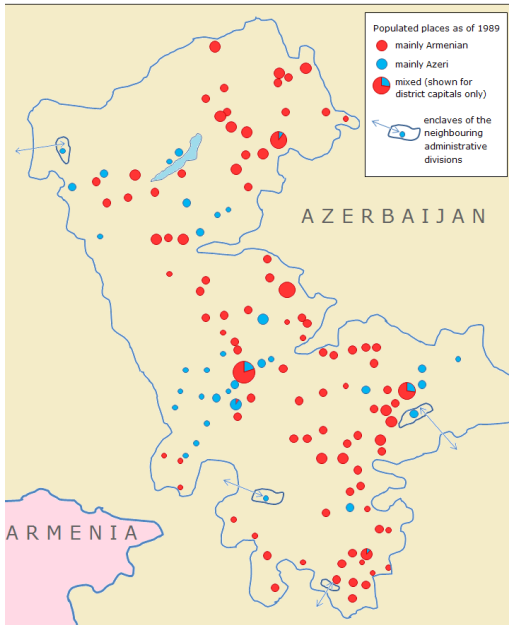 Populated places as of 1989
mainly Armenian
mainly Azeri
mixed (shown for
district capitals only)
enclaves of the
neighbouring
administrative
divisions
AZERBAIJAN
ARMENIA